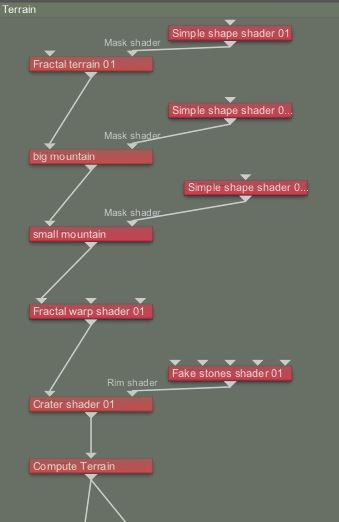 Terrain
Simple shape shader 01
Mask shader
Fractal terrain 01
Simple shape shader 0...
Mask shader
big mountain
Simple shape shader 0...
Mask shader
small mountain
Fractal warp shader 01
Fake stones shader 01
Rim shader
Crater shader 01
Compute Terrain